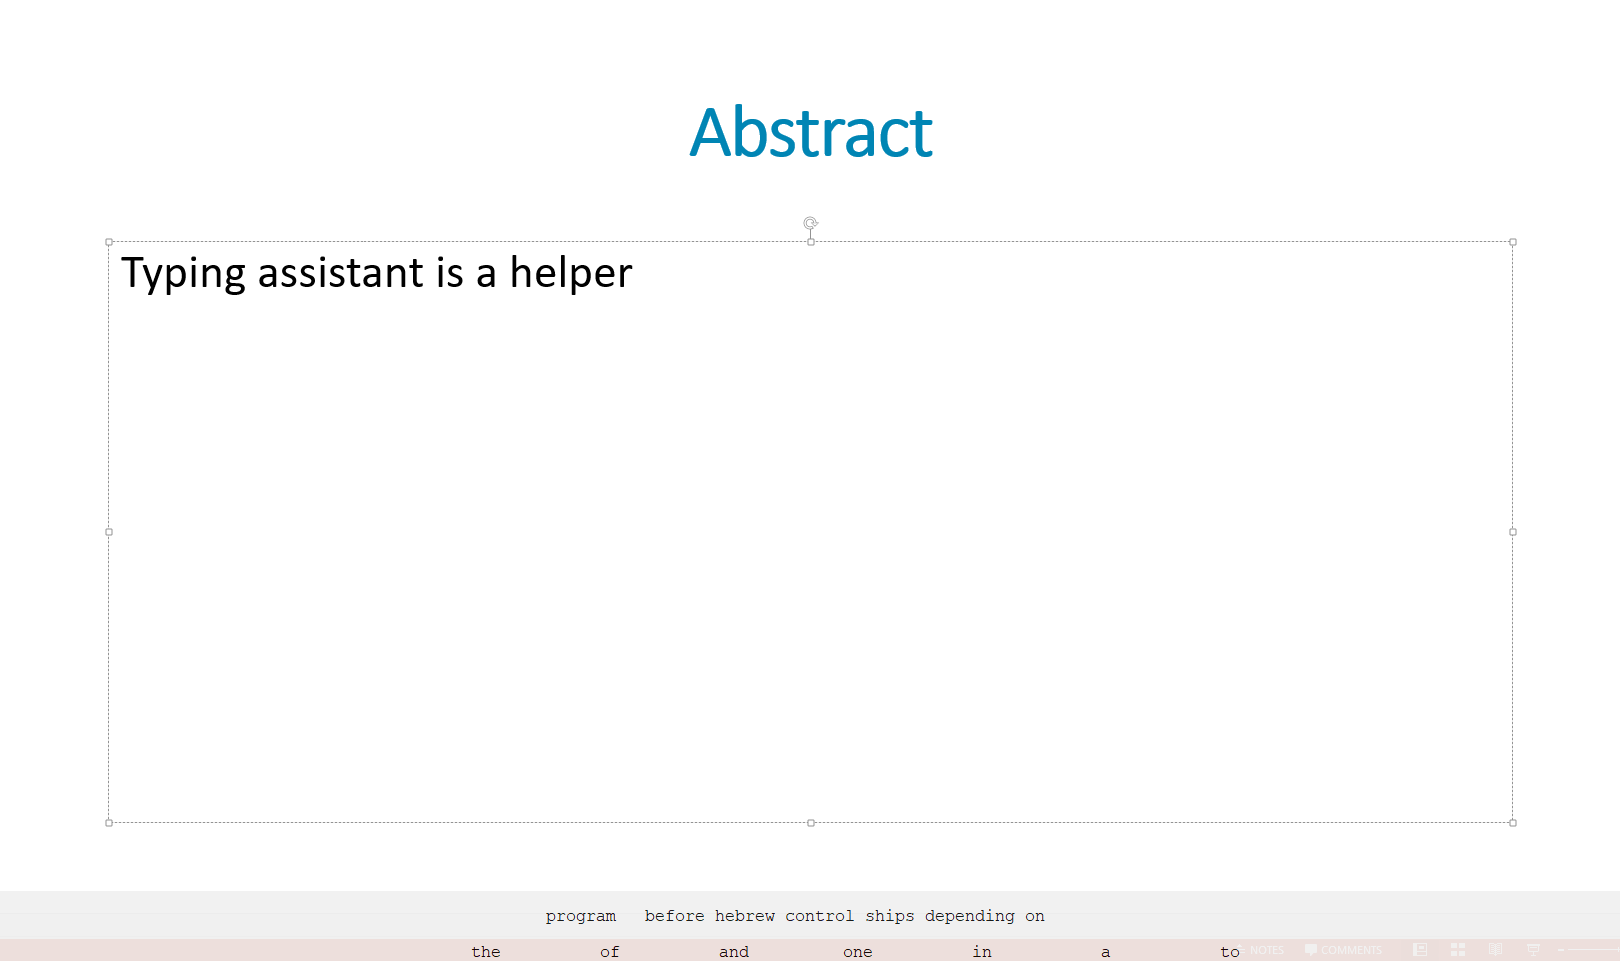 Abstract
Typing assistant is a helper
program before hebrew control ships depending on
the of and one in a to
NOTES COMMENTS